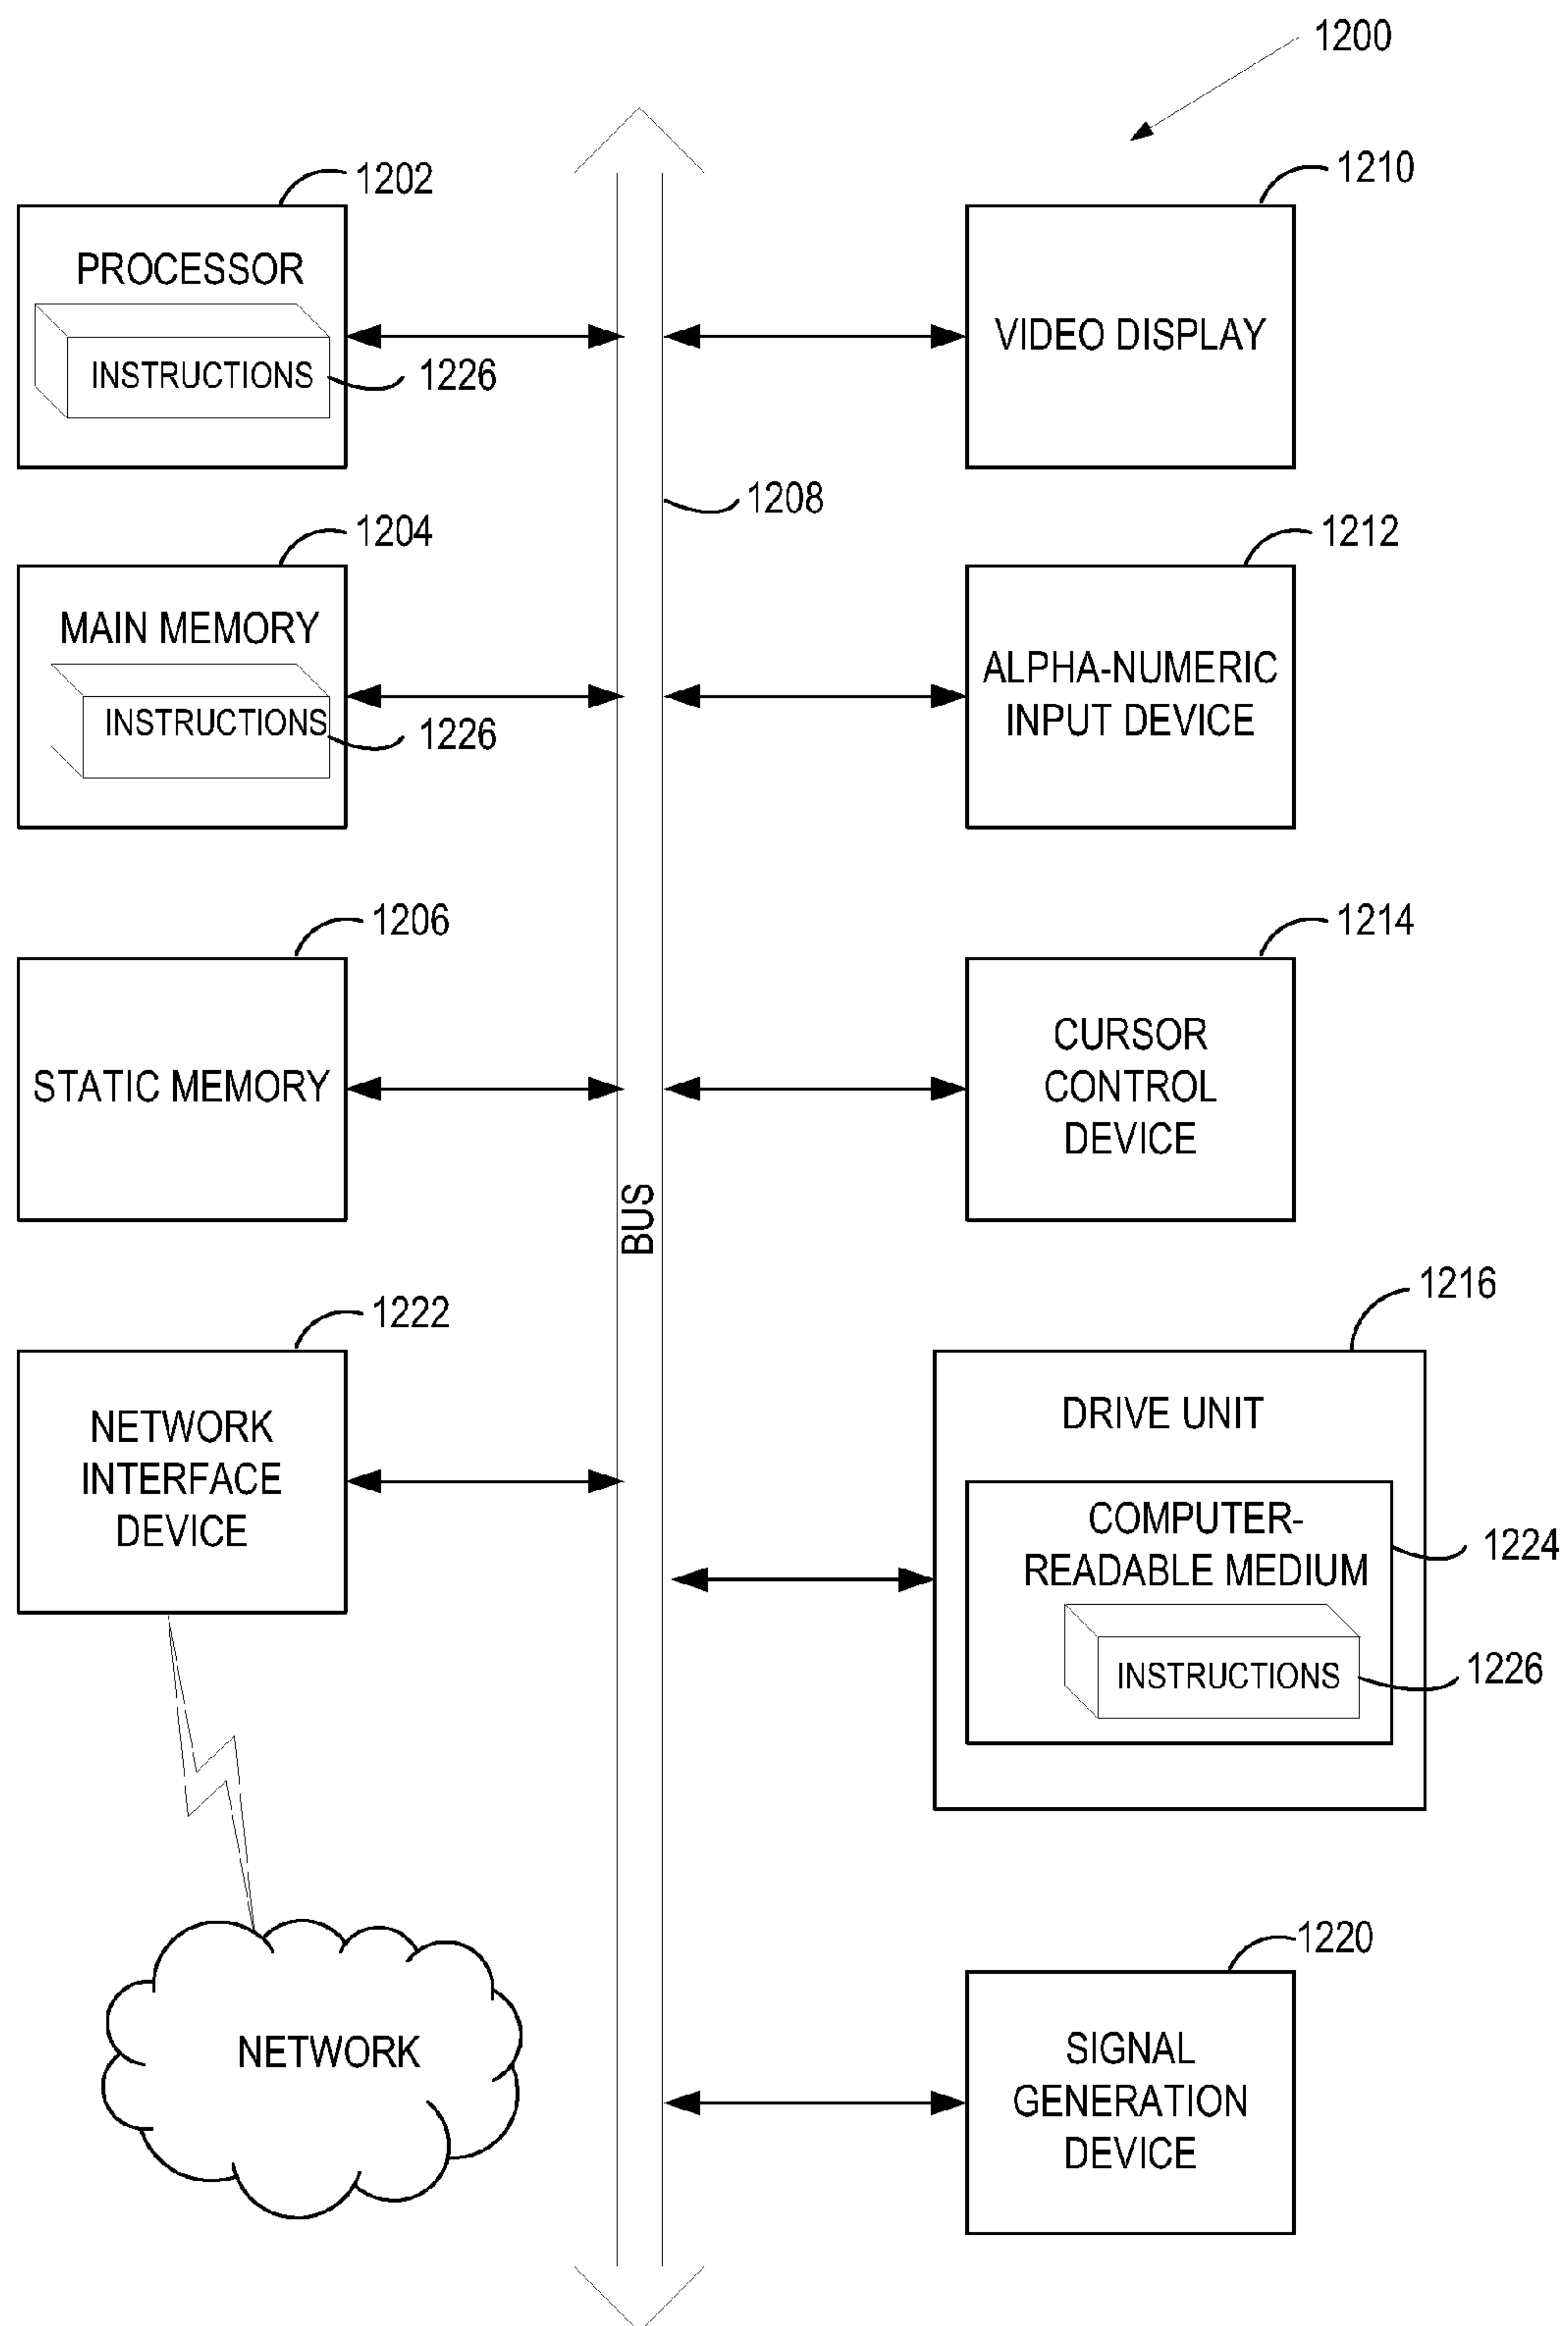 1200
1202
PROCESSOR
INSTRUCTIONS
1226
1210
VIDEO DISPLAY
1208
1204
MAIN MEMORY
INSTRUCTIONS
1226
1212
ALPHA-NUMERIC
INPUT DEVICE
1206
STATIC MEMORY
1214
CURSOR
CONTROL
DEVICE
BUS
1222
NETWORK
INTERFACE
DEVICE
1216
DRIVE UNIT
COMPUTER-
READABLE MEDIUM
1224
INSTRUCTIONS
1226
NETWORK
1220
SIGNAL
GENERATION
DEVICE